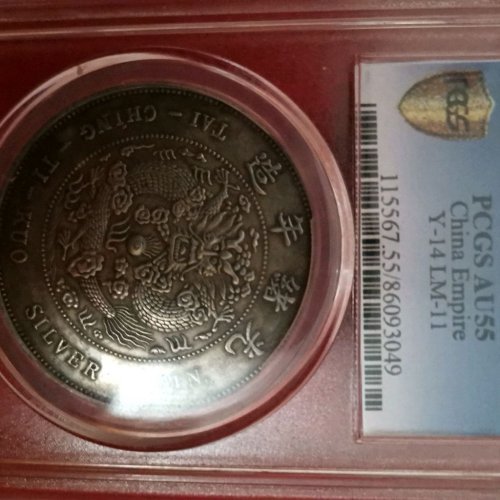 PCGS
PCGS AU55
China Empire
Y-14 LM-11
115567.55/86093049
光緒年造
TAI - CHING - TI - KUO
SILVER